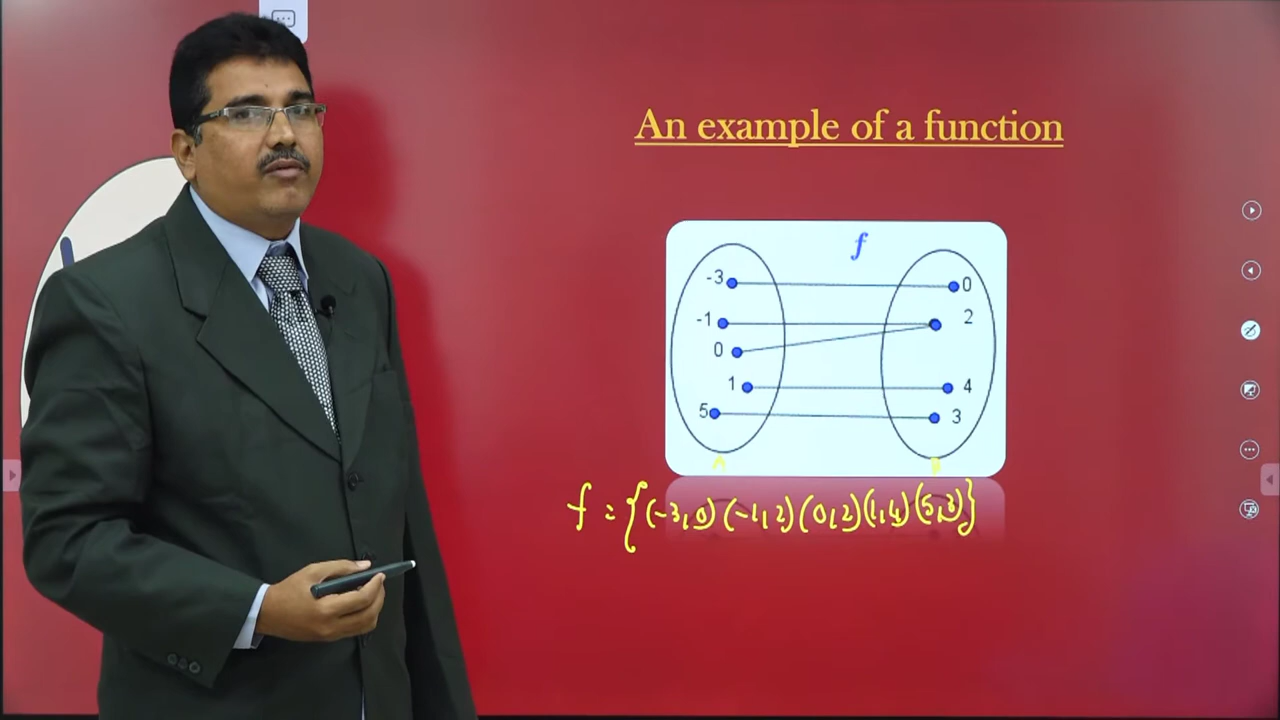 An example of a function
f
-3 0
-1 2
0
1 4
5 3
A B
f = {(-3,0) (-1,2) (0,2) (1,4) (5,3)}